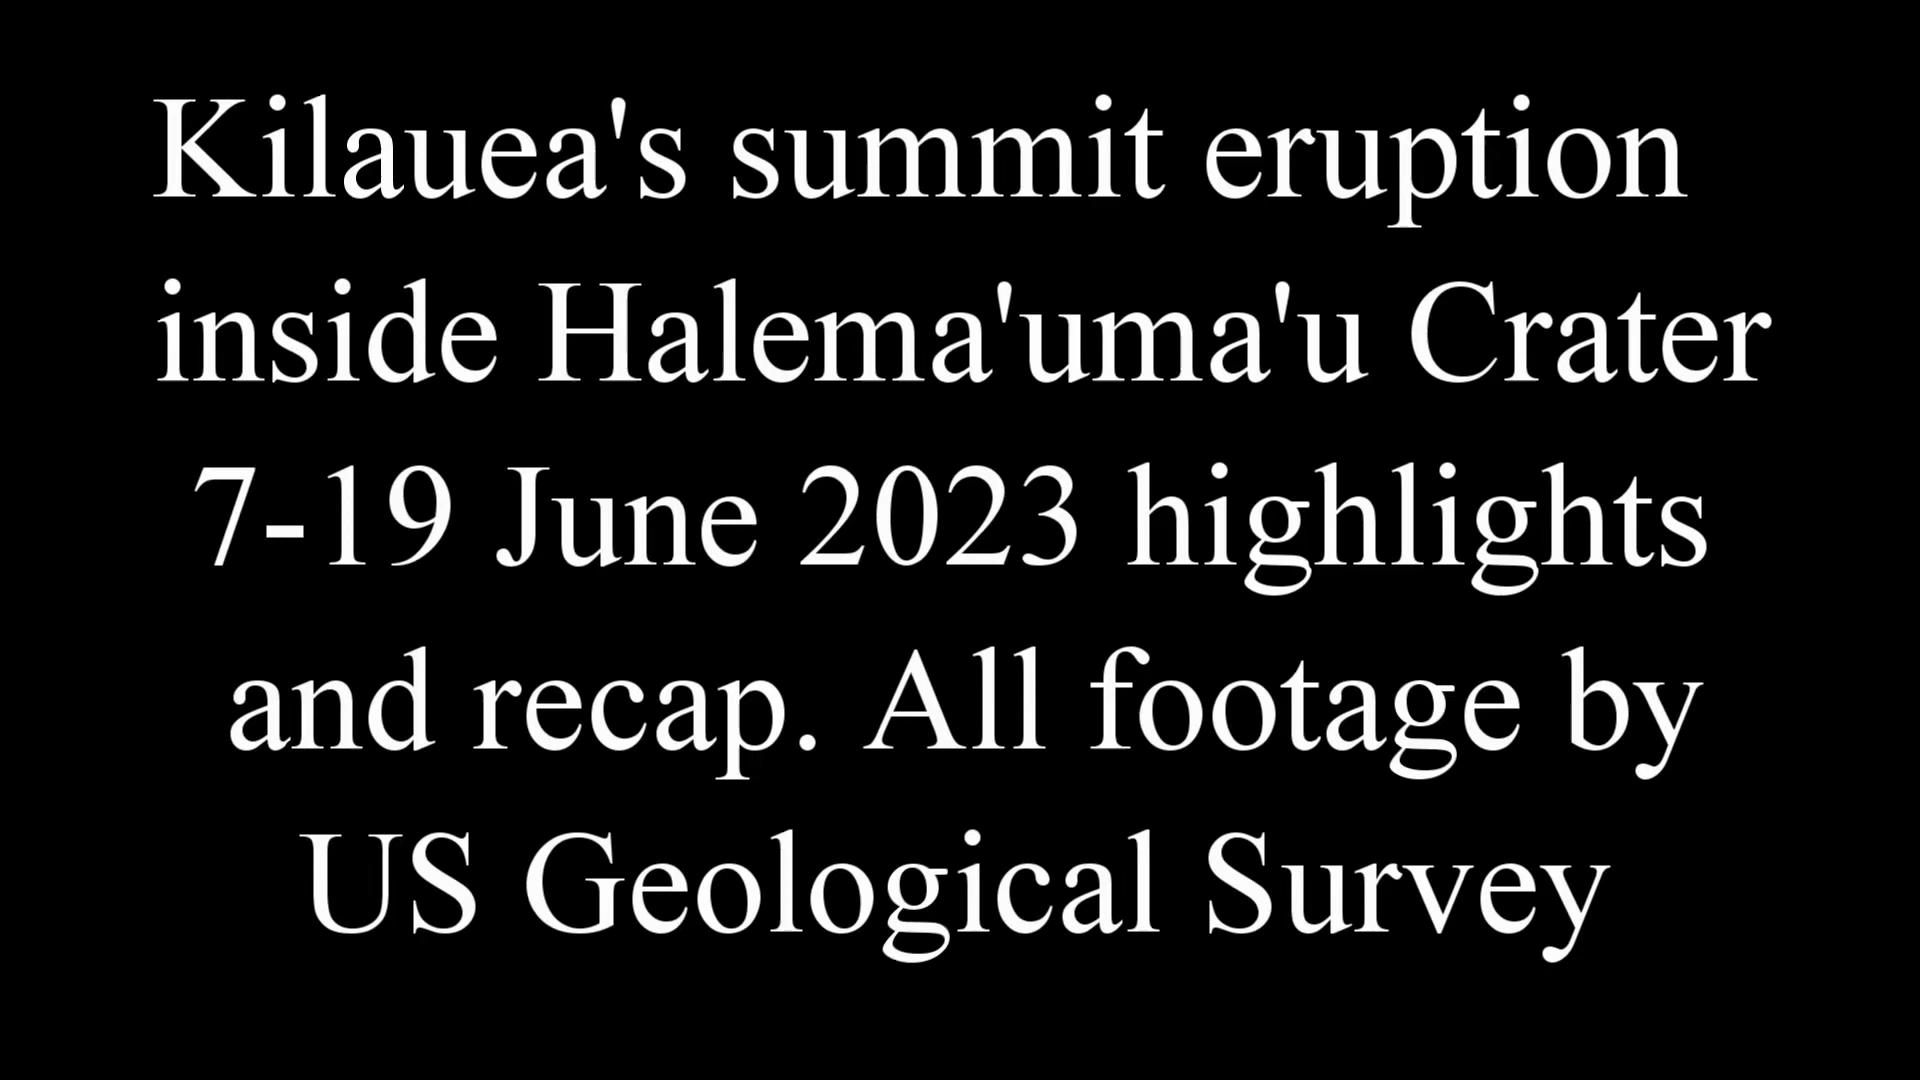 Kilauea's summit eruption
inside Halema'uma'u Crater
7-19 June 2023 highlights
and recap. All footage by
US Geological Survey